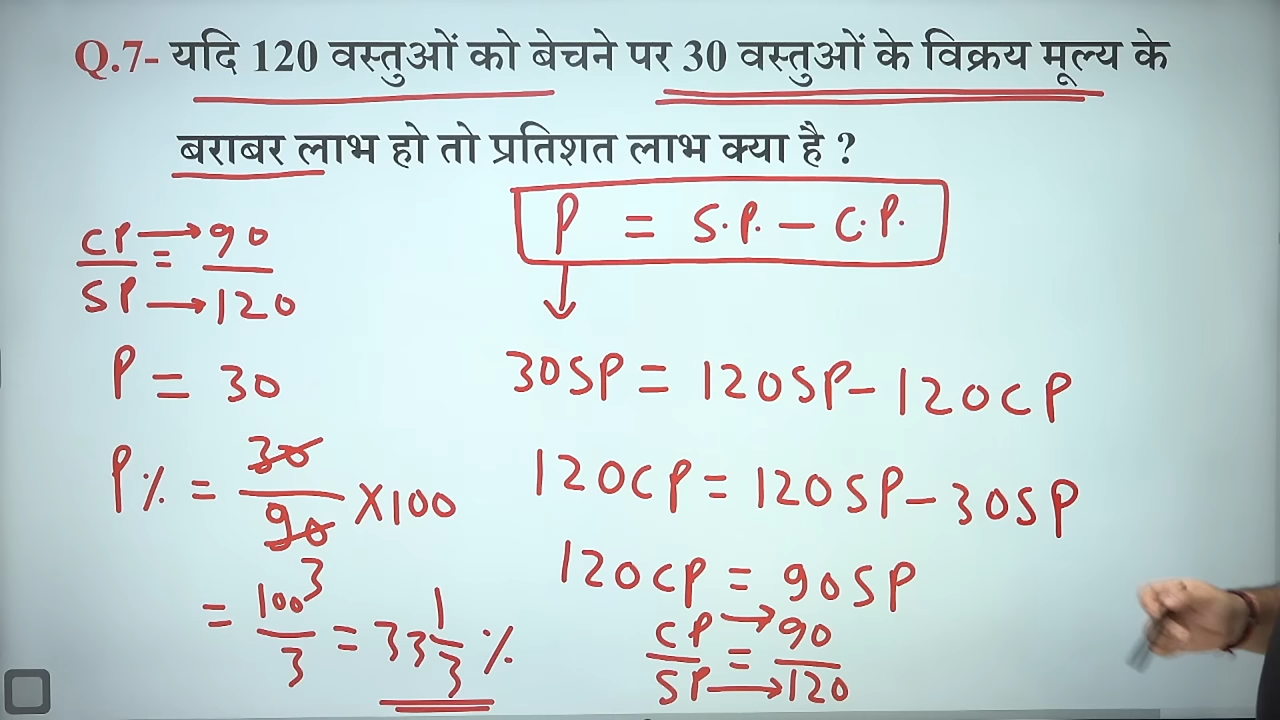 Q.7- यदि 120 वस्तुओं को बेचने पर 30 वस्तुओं के विक्रय मूल्य के
बराबर लाभ हो तो प्रतिशत लाभ क्या है ?
P = S.P. - C.P.
30SP = 120SP - 120CP
120CP = 120SP - 30SP
120CP = 90SP
CP/SP = 90/120
CP/SP = 90/120
P = 30
P% = 30/90 X 100
3
= 100/3 = 33 1/3 %